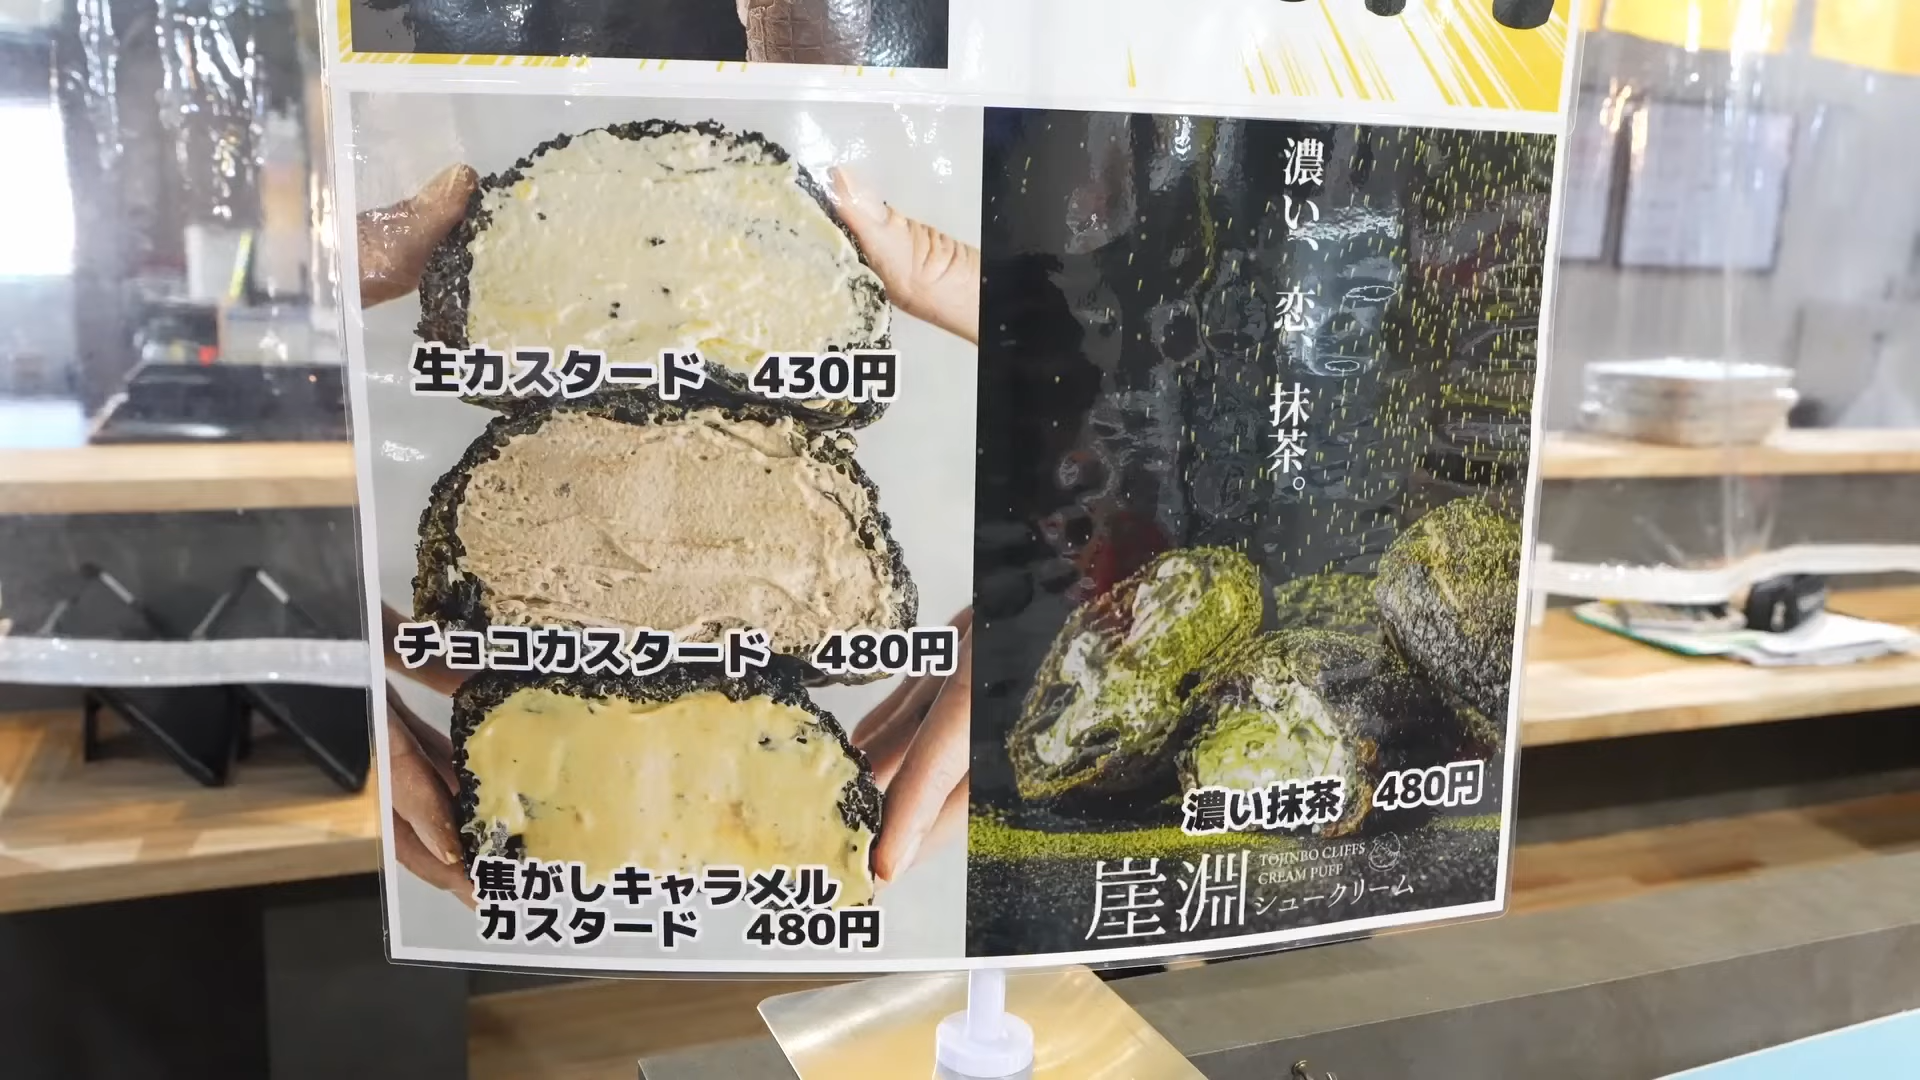 生カスタード 430円
チョコカスタード 480円
焦がしキャラメル
カスタード 480円
濃い、恋、抹茶。
濃い抹茶 480円
崖淵
TOJINBO CLIFFS
CREAM PUFF
シュークリーム